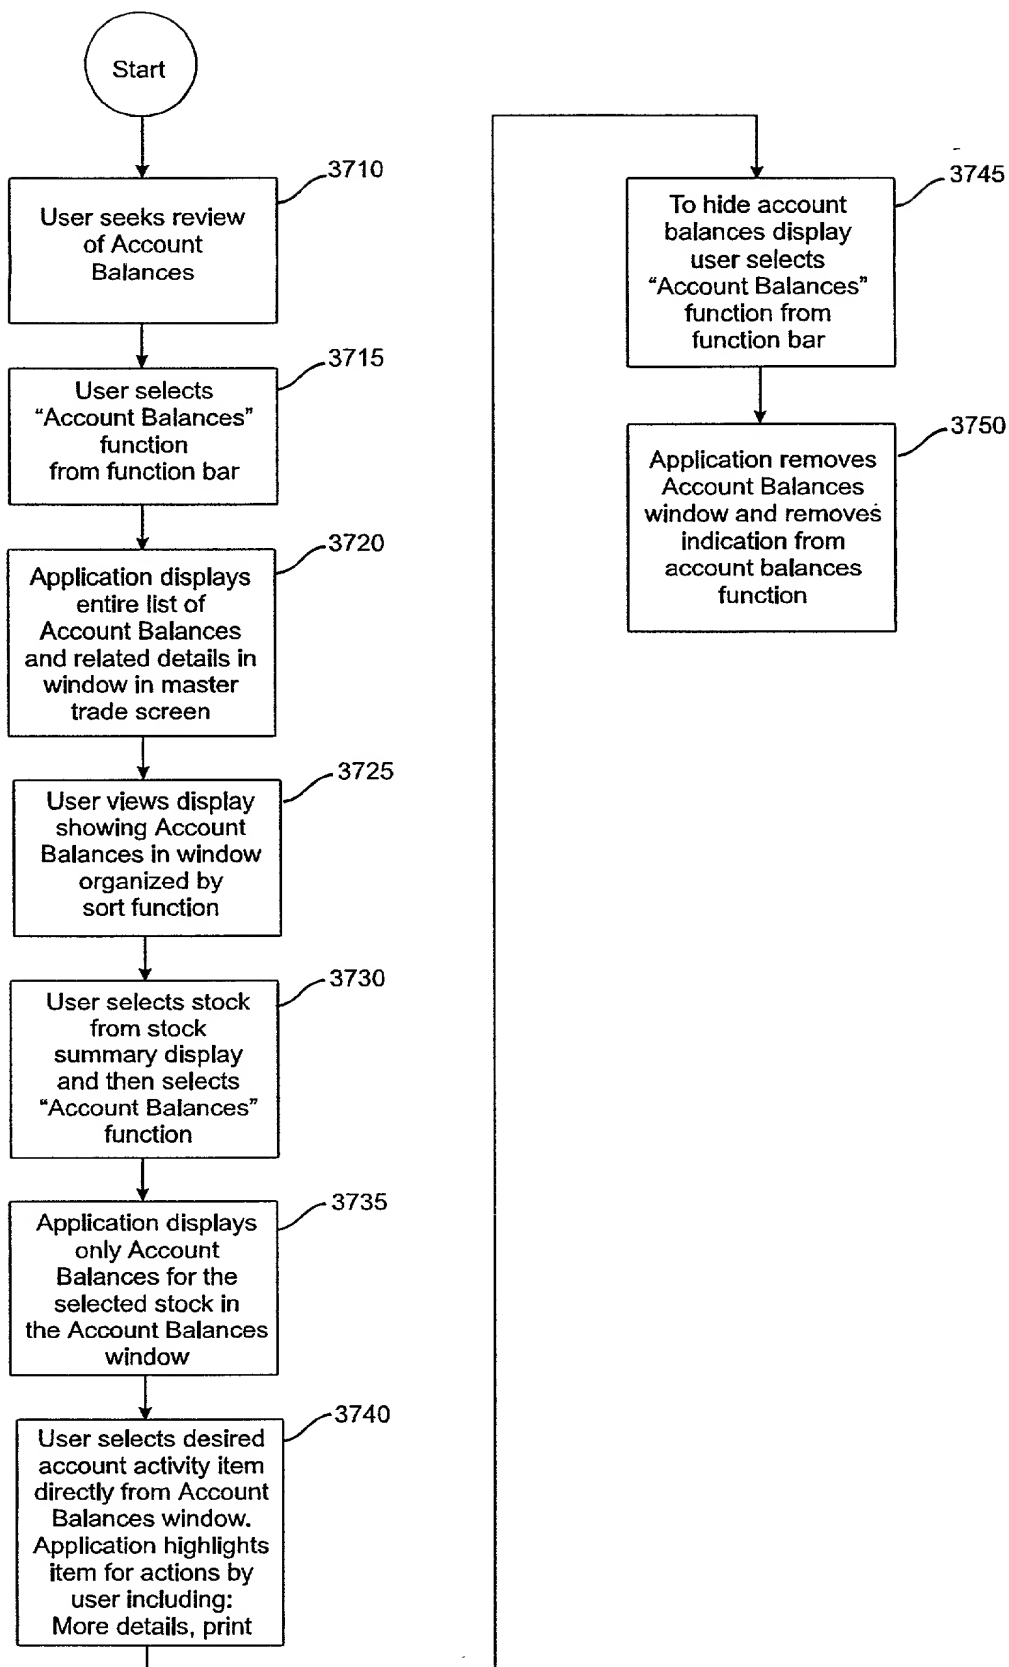 Start
3710
User seeks review
of Account
Balances
3715
User selects
“Account Balances”
function
from function bar
3720
Application displays
entire list of
Account Balances
and related details in
window in master
trade screen
3725
User views display
showing Account
Balances in window
organized by
sort function
3730
User selects stock
from stock
summary display
and then selects
“Account Balances”
function
3735
Application displays
only Account
Balances for the
selected stock in
the Account Balances
window
3740
User selects desired
account activity item
directly from Account
Balances window.
Application highlights
item for actions by
user including:
More details, print
3745
To hide account
balances display
user selects
“Account Balances”
function from
function bar
3750
Application removes
Account Balances
window and removes
indication from
account balances
function